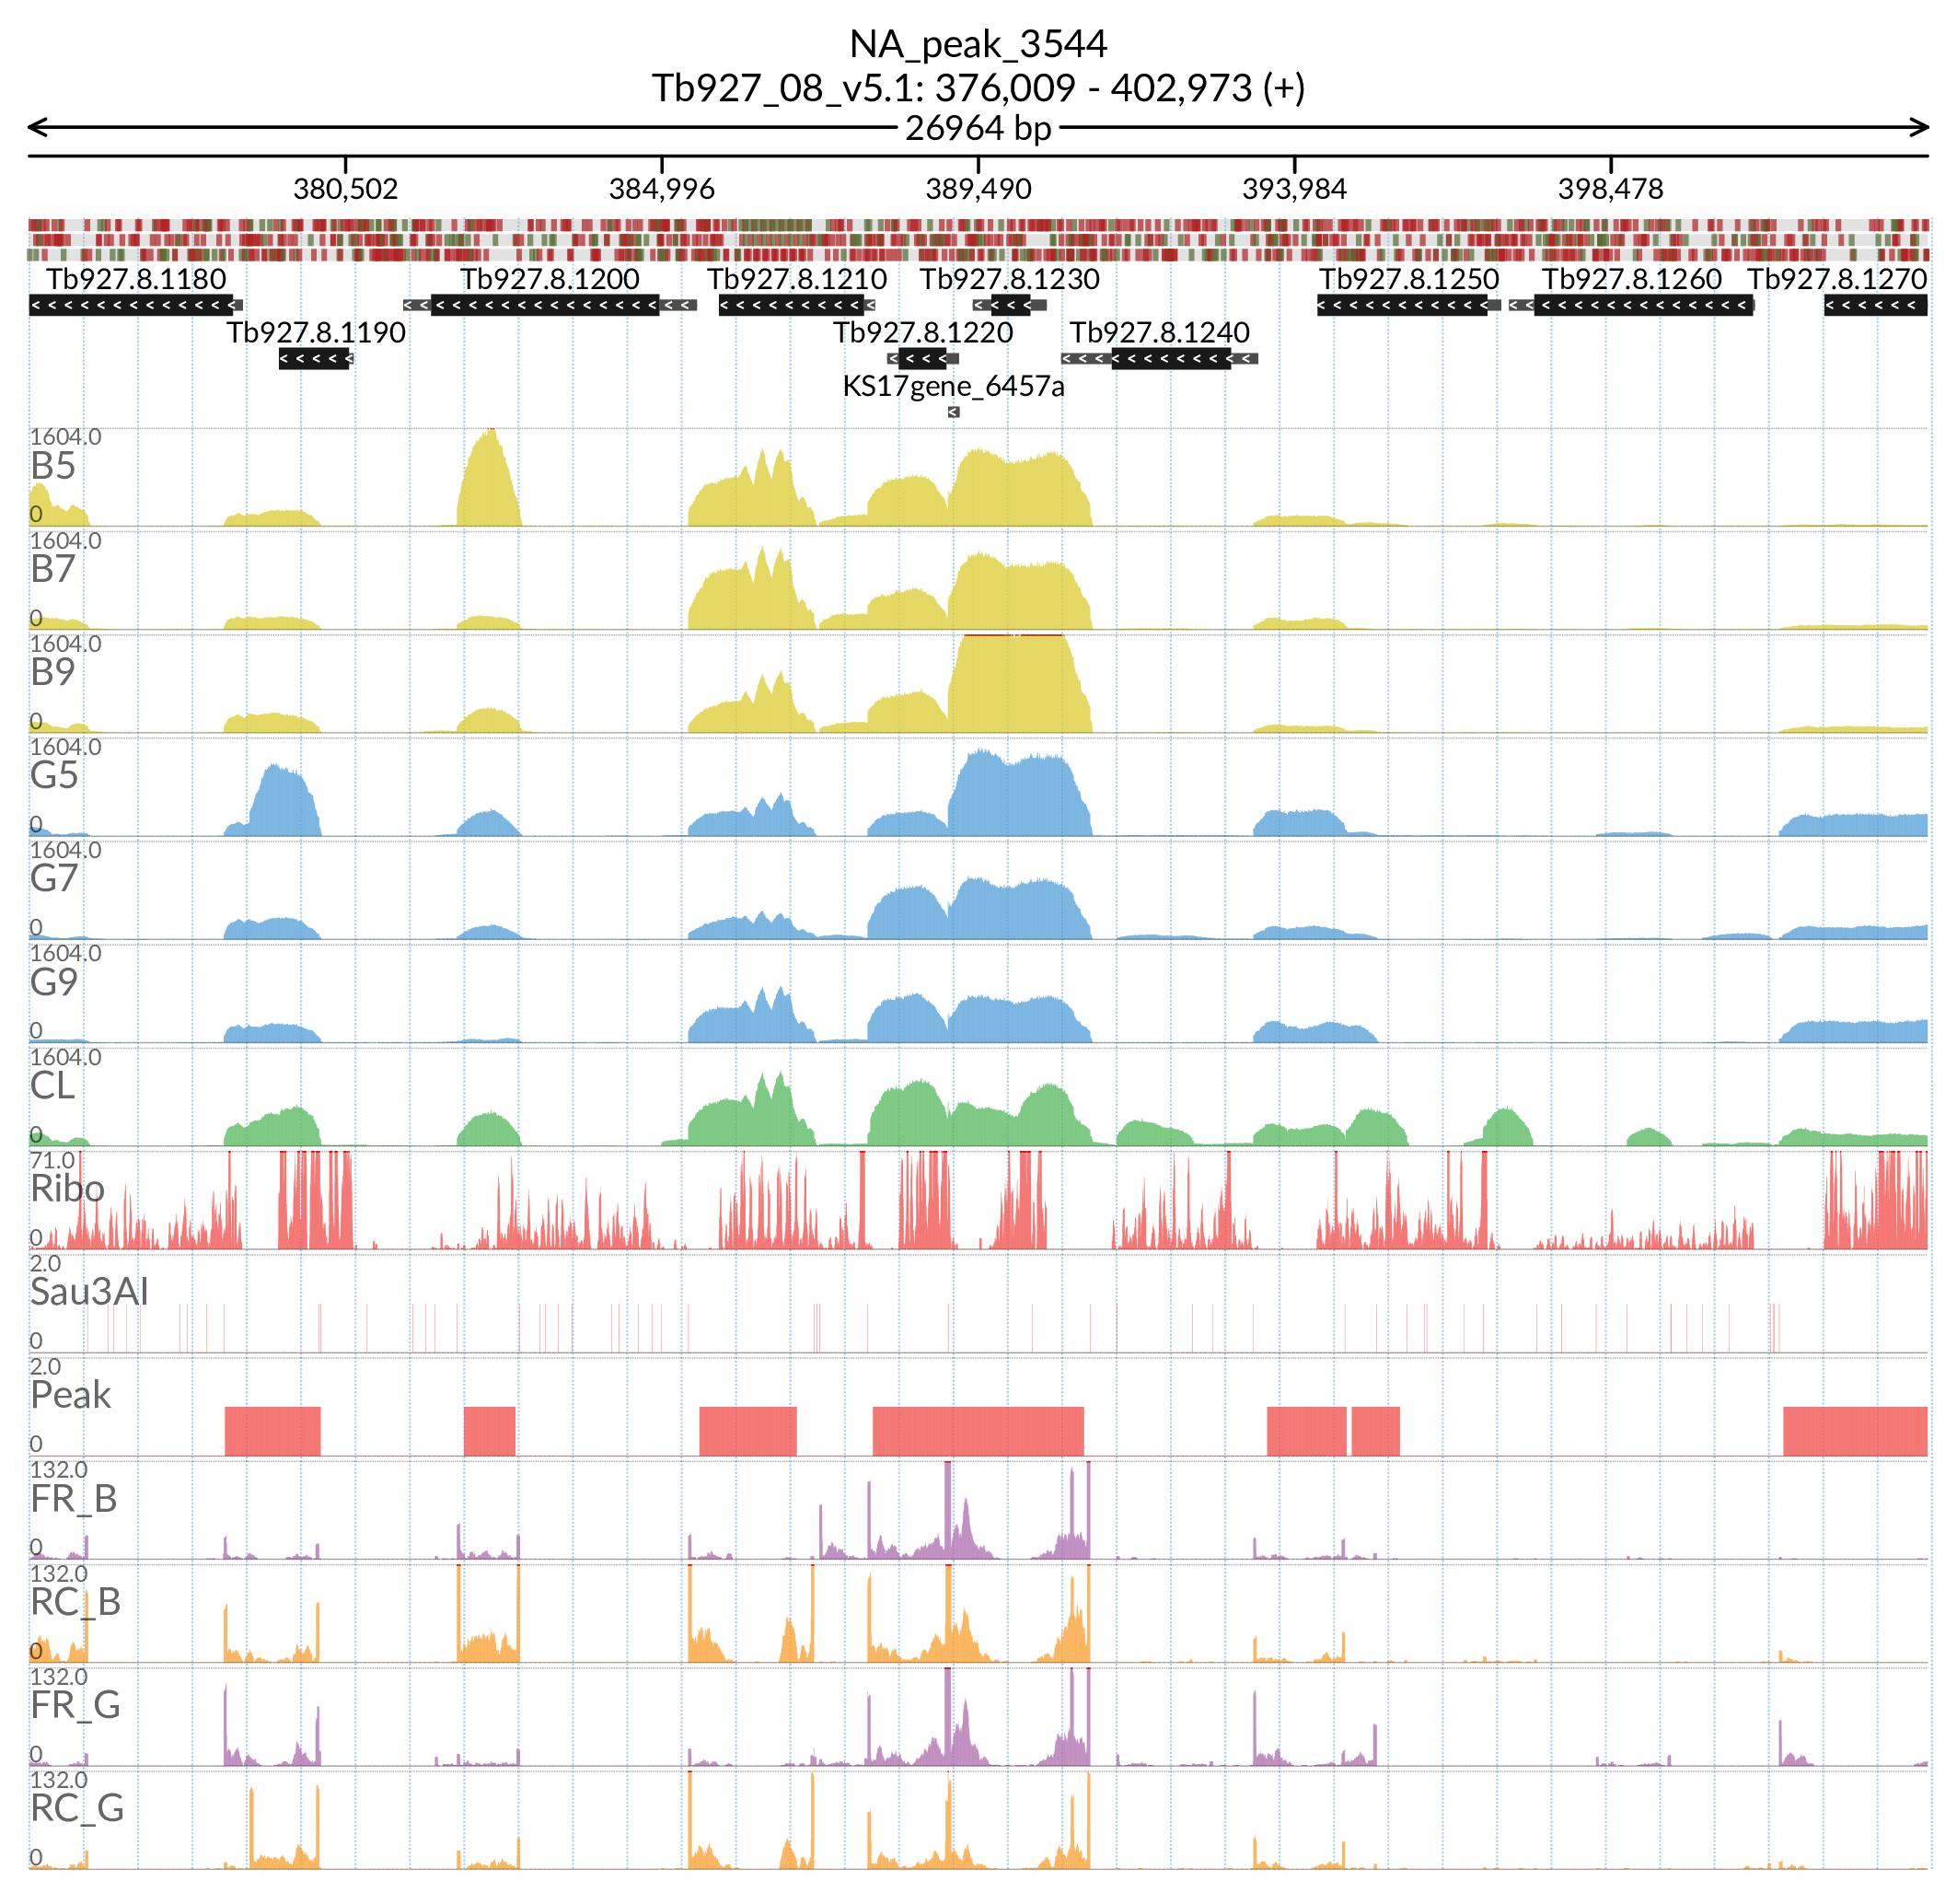 NA_peak_3544
Tb927_08_v5.1: 376,009 - 402,973 (+)
26964 bp
380,502 384,996 389,490 393,984 398,478
Tb927.8.1180 Tb927.8.1200 Tb927.8.1210 Tb927.8.1230 Tb927.8.1250 Tb927.8.1260 Tb927.8.1270
Tb927.8.1190 Tb927.8.1220 Tb927.8.1240
KS17gene_6457a
1604.0
B5
0
1604.0
B7
0
1604.0
B9
0
1604.0
G5
0
1604.0
G7
0
1604.0
G9
0
1604.0
CL
0
71.0
Ribo
0
2.0
Sau3AI
0
2.0
Peak
0
132.0
FR_B
0
132.0
RC_B
0
132.0
FR_G
0
132.0
RC_G
0